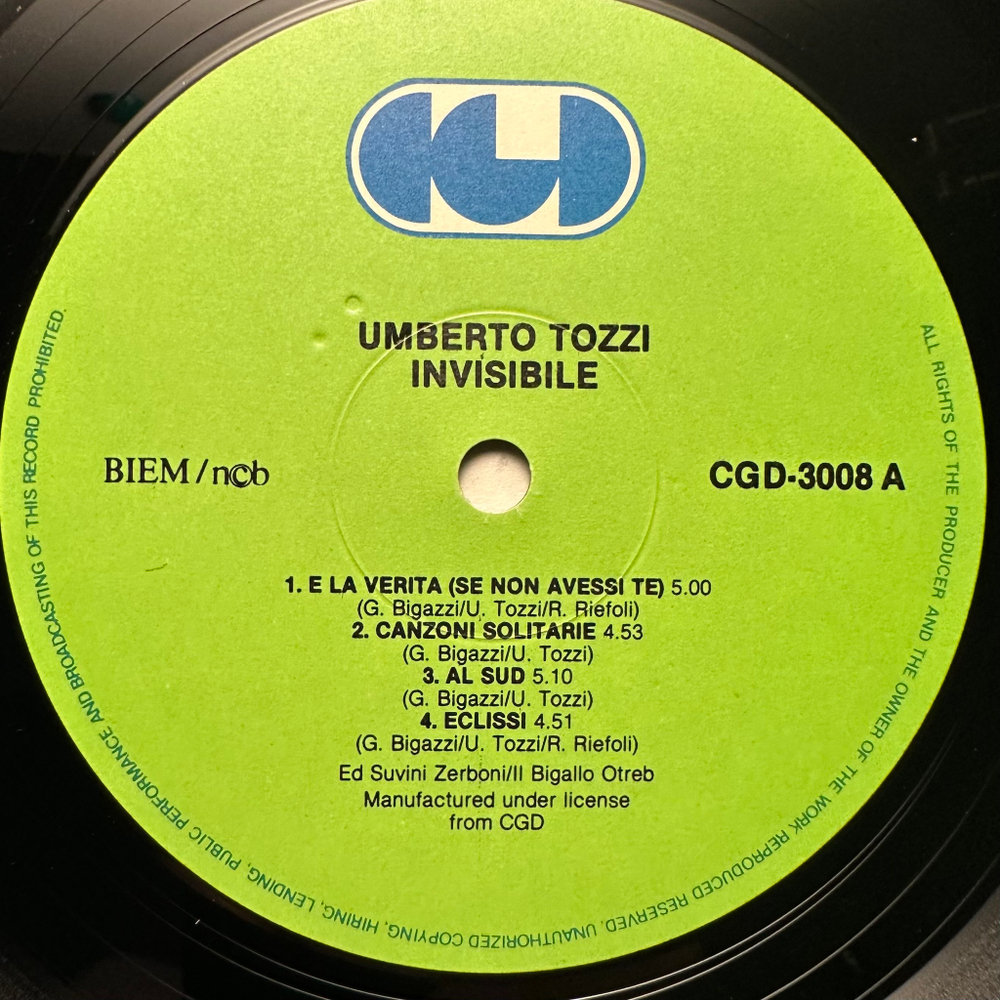 CGD
UMBERTO TOZZI
INVISIBILE
BIEM/ncb
CGD-3008 A
1. E LA VERITA (SE NON AVESSI TE) 5.00
(G. Bigazzi/U. Tozzi/R. Riefoli)
2. CANZONI SOLITARIE 4.53
(G. Bigazzi/U. Tozzi)
3. AL SUD 5.10
(G. Bigazzi/U. Tozzi)
4. ECLISSI 4.51
(G. Bigazzi/U. Tozzi/R. Riefoli)
Ed Suvini Zerboni/Il Bigallo Otreb
Manufactured under license
from CGD
ALL RIGHTS OF THE PRODUCER AND THE OWNER OF THE WORK REPRODUCED RESERVED. UNAUTHORIZED COPYING, HIRING, LENDING, PUBLIC PERFORMANCE AND BROADCASTING OF THIS RECORD PROHIBITED.